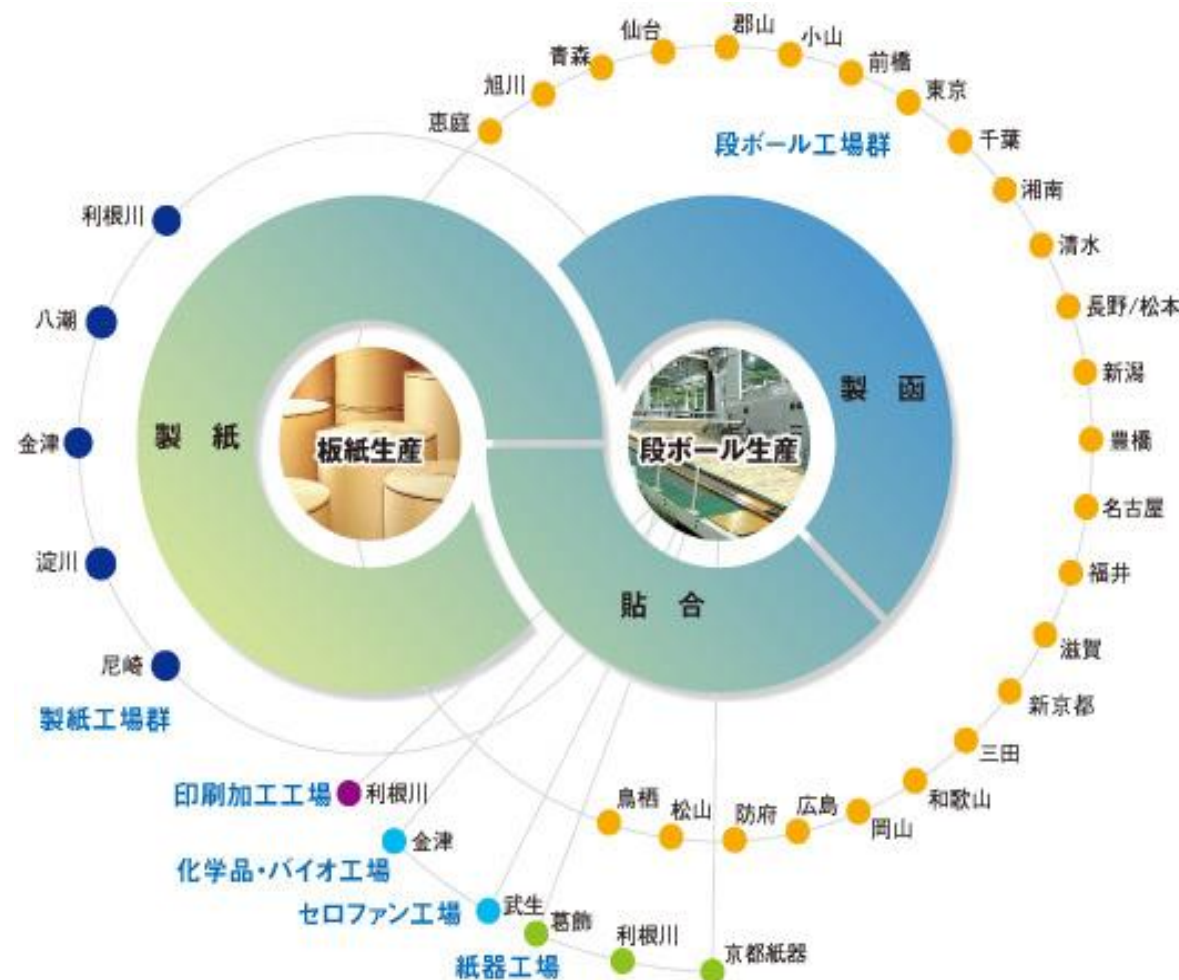 仙台
郡山
小山
青森
前橋
旭川
東京
恵庭
段ボール工場群
千葉
湘南
利根川
清水
八潮
長野/松本
新潟
製函
金津
製紙
板紙生産
段ボール生産
豊橋
名古屋
淀川
福井
貼合
滋賀
尼崎
新京都
製紙工場群
三田
印刷加工工場
利根川
鳥栖
松山
防府
広島
岡山
和歌山
金津
化学品・バイオ工場
セロファン工場
武生
葛飾
利根川
京都紙器
紙器工場